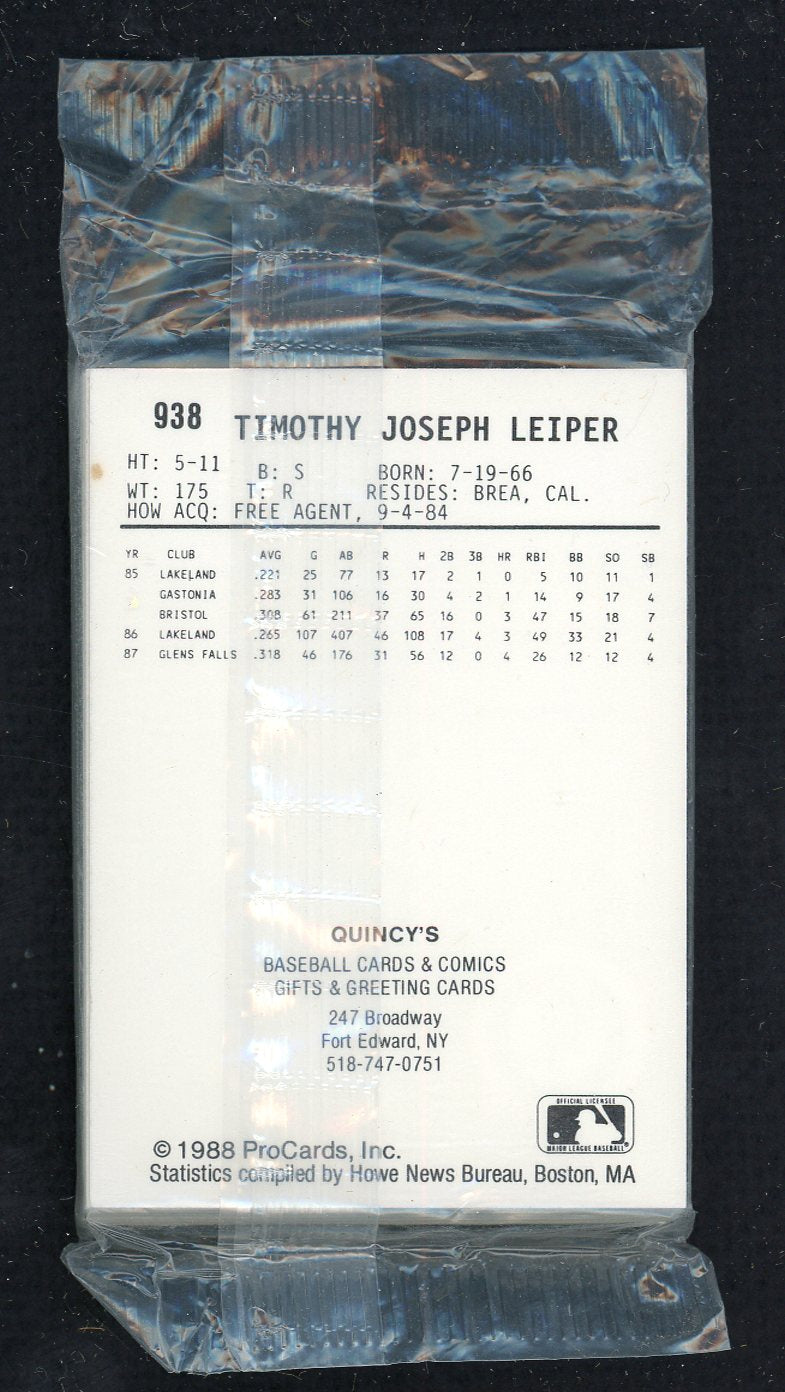 938 TIMOTHY JOSEPH LEIPER
HT: 5-11 B: S BORN: 7-19-66
WT: 175 T: R RESIDES: BREA, CAL.
HOW ACQ: FREE AGENT, 9-4-84
YR CLUB AVG G AB R H 2B 3B HR RBI BB SO SB
85 LAKELAND .221 25 77 13 17 2 1 0 5 10 11 1
GASTONIA .283 31 106 16 30 4 2 1 14 9 17 4
BRISTOL .308 61 211 37 65 16 0 3 47 15 18 7
86 LAKELAND .265 107 407 46 108 17 4 3 49 33 21 4
87 GLENS FALLS .318 46 176 31 56 12 0 4 26 12 12 4
QUINCY'S
BASEBALL CARDS & COMICS
GIFTS & GREETING CARDS
247 Broadway
Fort Edward, NY
518-747-0751
OFFICIAL LICENSEE
MAJOR LEAGUE BASEBALL®
© 1988 ProCards, Inc.
Statistics compiled by Howe News Bureau, Boston, MA